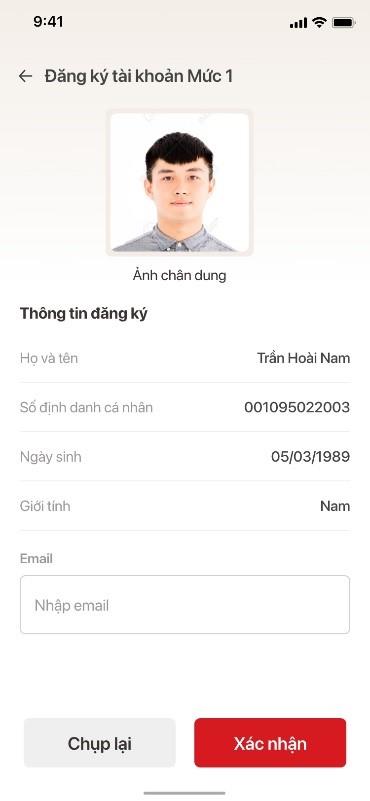 9:41
Đăng ký tài khoản Mức 1
Ảnh chân dung
Thông tin đăng ký
Họ và tên Trần Hoài Nam
Số định danh cá nhân 001095022003
Ngày sinh 05/03/1989
Giới tính Nam
Email
Nhập email
Chụp lại Xác nhận